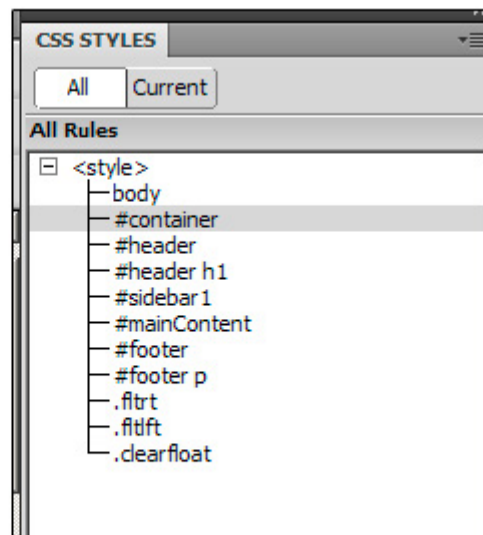 CSS STYLES
All Current
All Rules
<style>
body
#container
#header
#header h1
#sidebar1
#mainContent
#footer
#footer p
.fltrt
.fltlft
.clearfloat